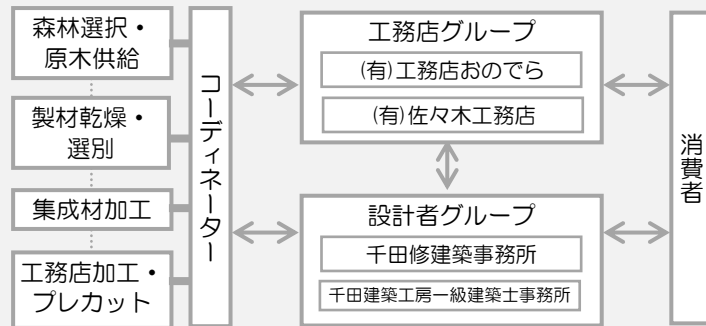 森林選択・
原木供給
製材乾燥・
選別
集成材加工
工務店加工・
プレカット
コーディネーター
工務店グループ
(有)工務店おのでら
(有)佐々木工務店
設計者グループ
千田修建築事務所
千田建築工房一級建築士事務所
消費者